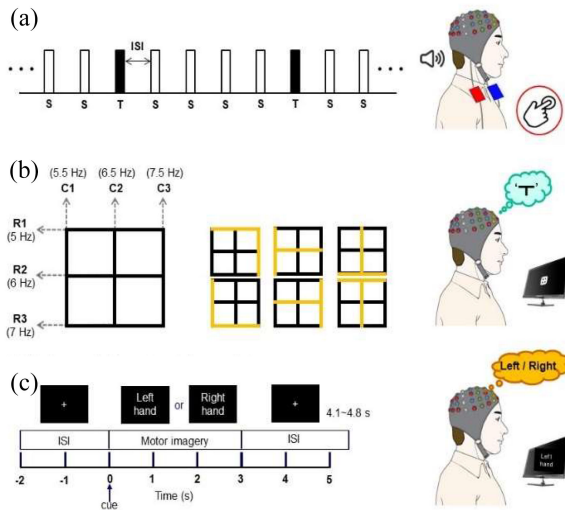 (a)
ISI
S S T S S S S T S S
(b)
(5.5 Hz) (6.5 Hz) (7.5 Hz)
C1 C2 C3
R1
(5 Hz)
R2
(6 Hz)
R3
(7 Hz)
'ㅜ'
(c)
Left hand or Right hand
+ + 4.1~4.8 s
ISI Motor imagery ISI
-2 -1 0 1 2 3 4 5
Time (s)
cue
Left / Right
Left
hand